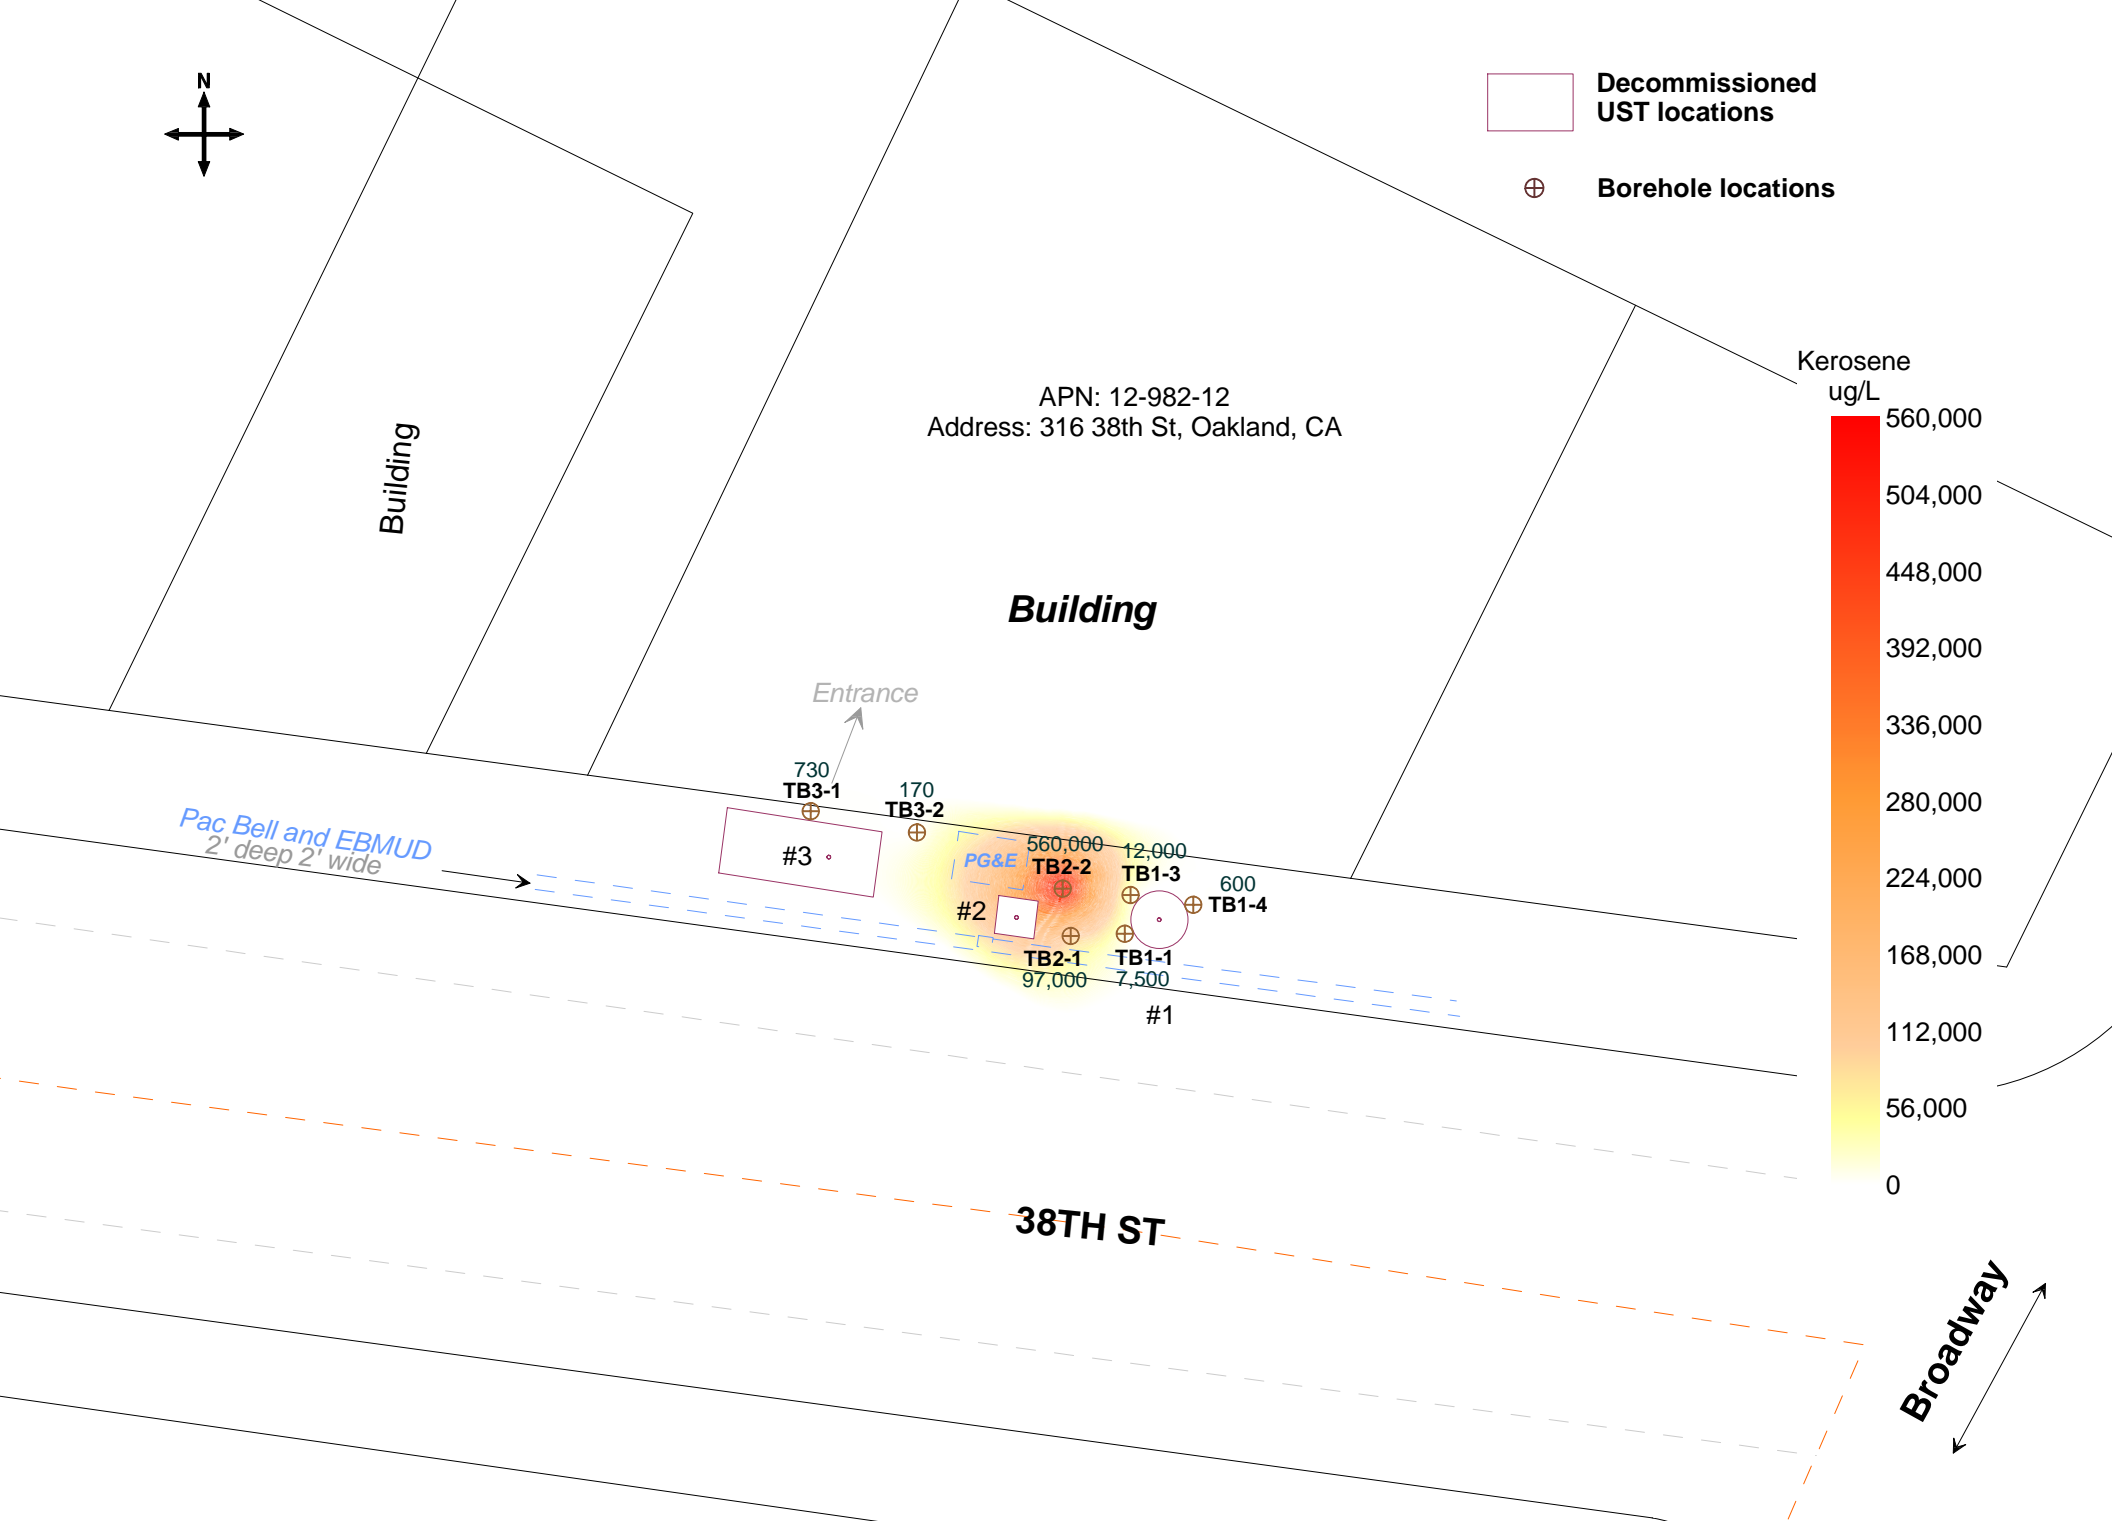 N
Decommissioned
UST locations
Borehole locations
Kerosene
ug/L
560,000
504,000
448,000
392,000
336,000
280,000
224,000
168,000
112,000
56,000
0
APN: 12-982-12
Address: 316 38th St, Oakland, CA
Building
Building
Entrance
730
TB3-1
170
TB3-2
#3
PG&E
560,000
TB2-2
12,000
TB1-3
600
TB1-4
#2
TB2-1
97,000
TB1-1
7,500
#1
Pac Bell and EBMUD
2' deep 2' wide
38TH ST
Broadway